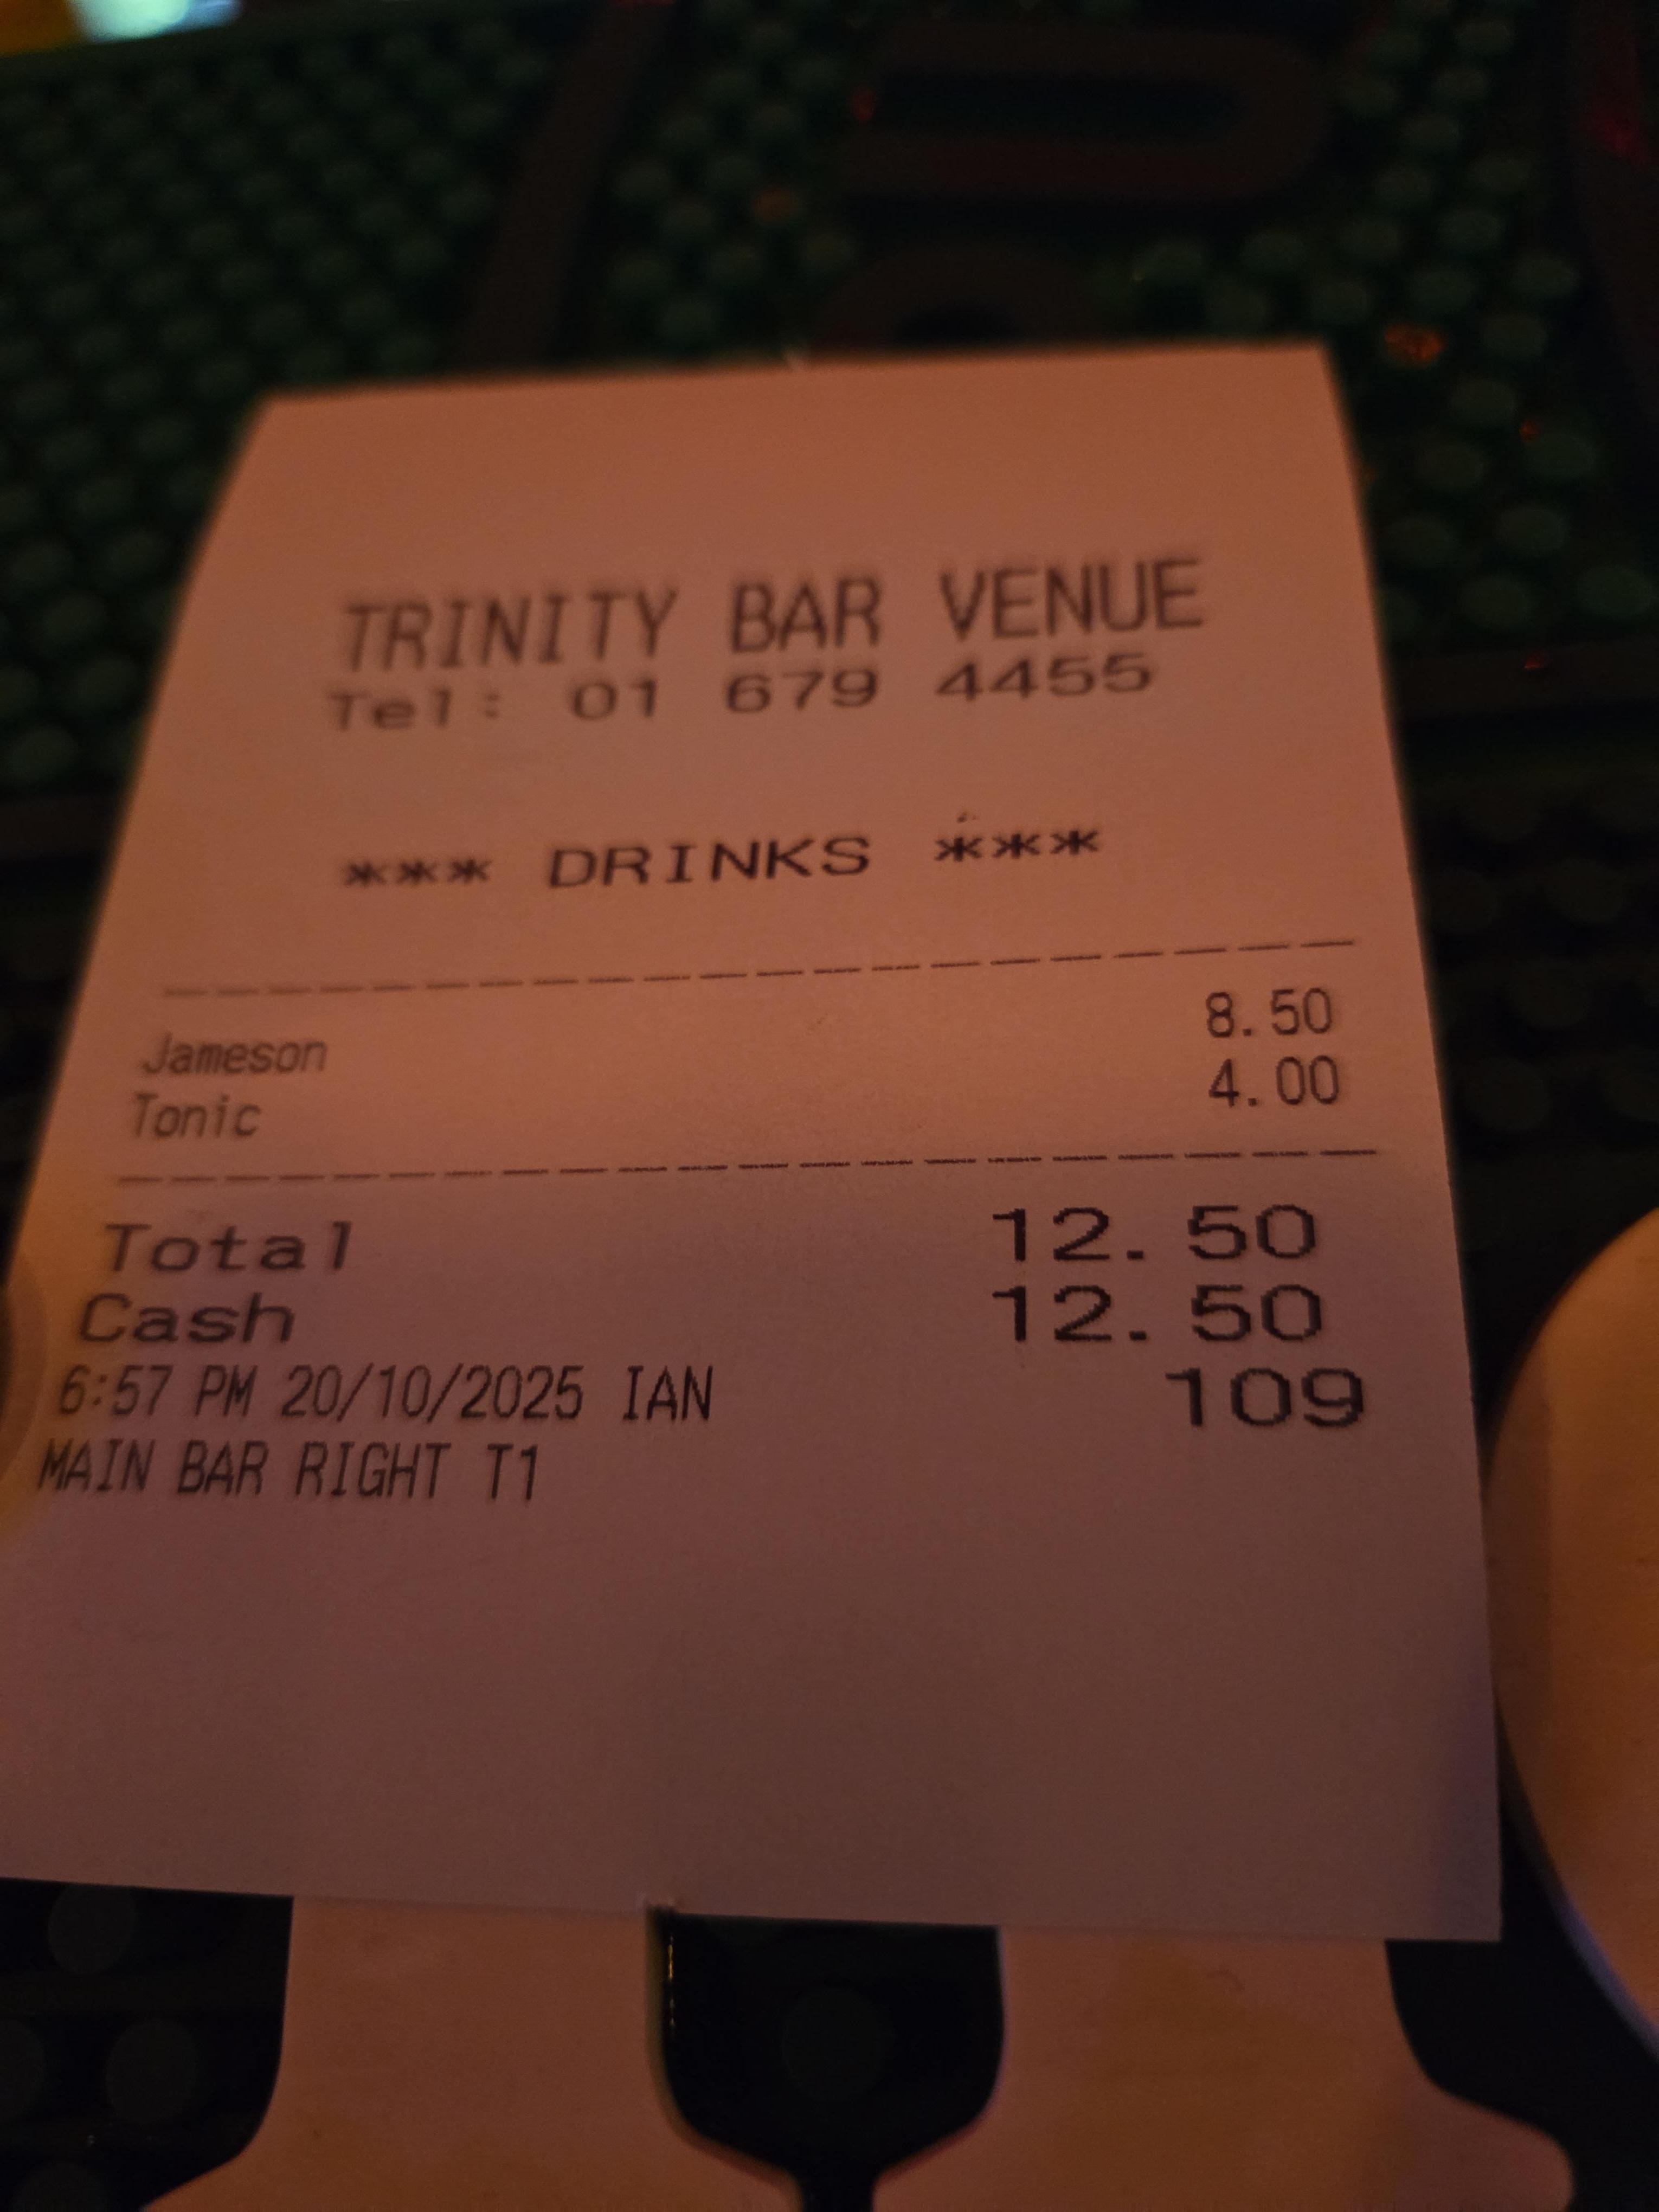 TRINITY BAR VENUE
Tel: 01 679 4455
*** DRINKS ***
Jameson 8.50
Tonic 4.00
Total 12.50
Cash 12.50
6:57 PM 20/10/2025 IAN 109
MAIN BAR RIGHT T1